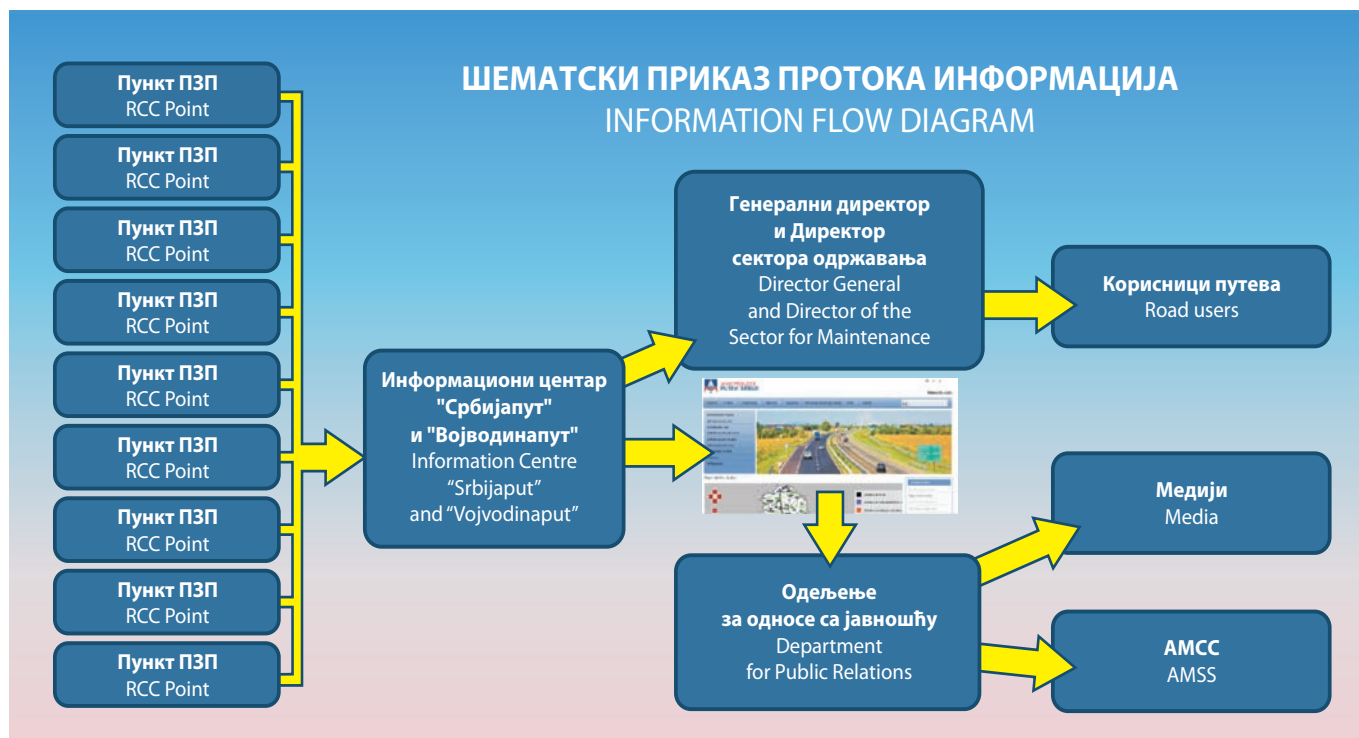 ШЕМАТСКИ ПРИКАЗ ПРОТОКА ИНФОРМАЦИЈА
INFORMATION FLOW DIAGRAM
Пункт ПЗП
RCC Point
Пункт ПЗП
RCC Point
Пункт ПЗП
RCC Point
Пункт ПЗП
RCC Point
Пункт ПЗП
RCC Point
Пункт ПЗП
RCC Point
Пункт ПЗП
RCC Point
Пункт ПЗП
RCC Point
Пункт ПЗП
RCC Point
Информациони центар
"Србијапут"
и "Војводинапут"
Information Centre
“Srbijaput”
and “Vojvodinaput”
Генерални директор
и Директор
сектора одржавања
Director General
and Director of the
Sector for Maintenance
Корисници путева
Road users
Одељење
за односе са јавношћу
Department
for Public Relations
Медији
Media
АМСС
AMSS